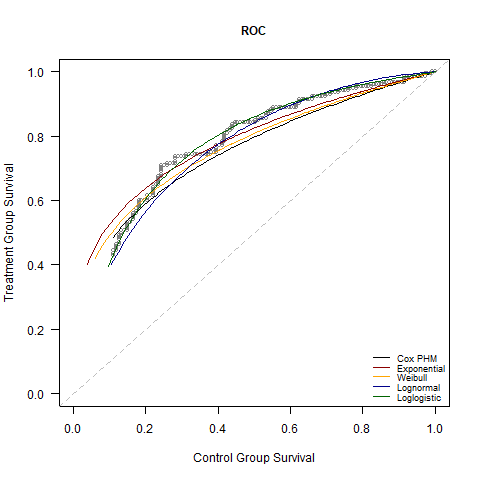 ROC
Treatment Group Survival
1.0
0.8
0.6
0.4
0.2
0.0
Cox PHM
Exponential
Weibull
Lognormal
Loglogistic
0.0 0.2 0.4 0.6 0.8 1.0
Control Group Survival